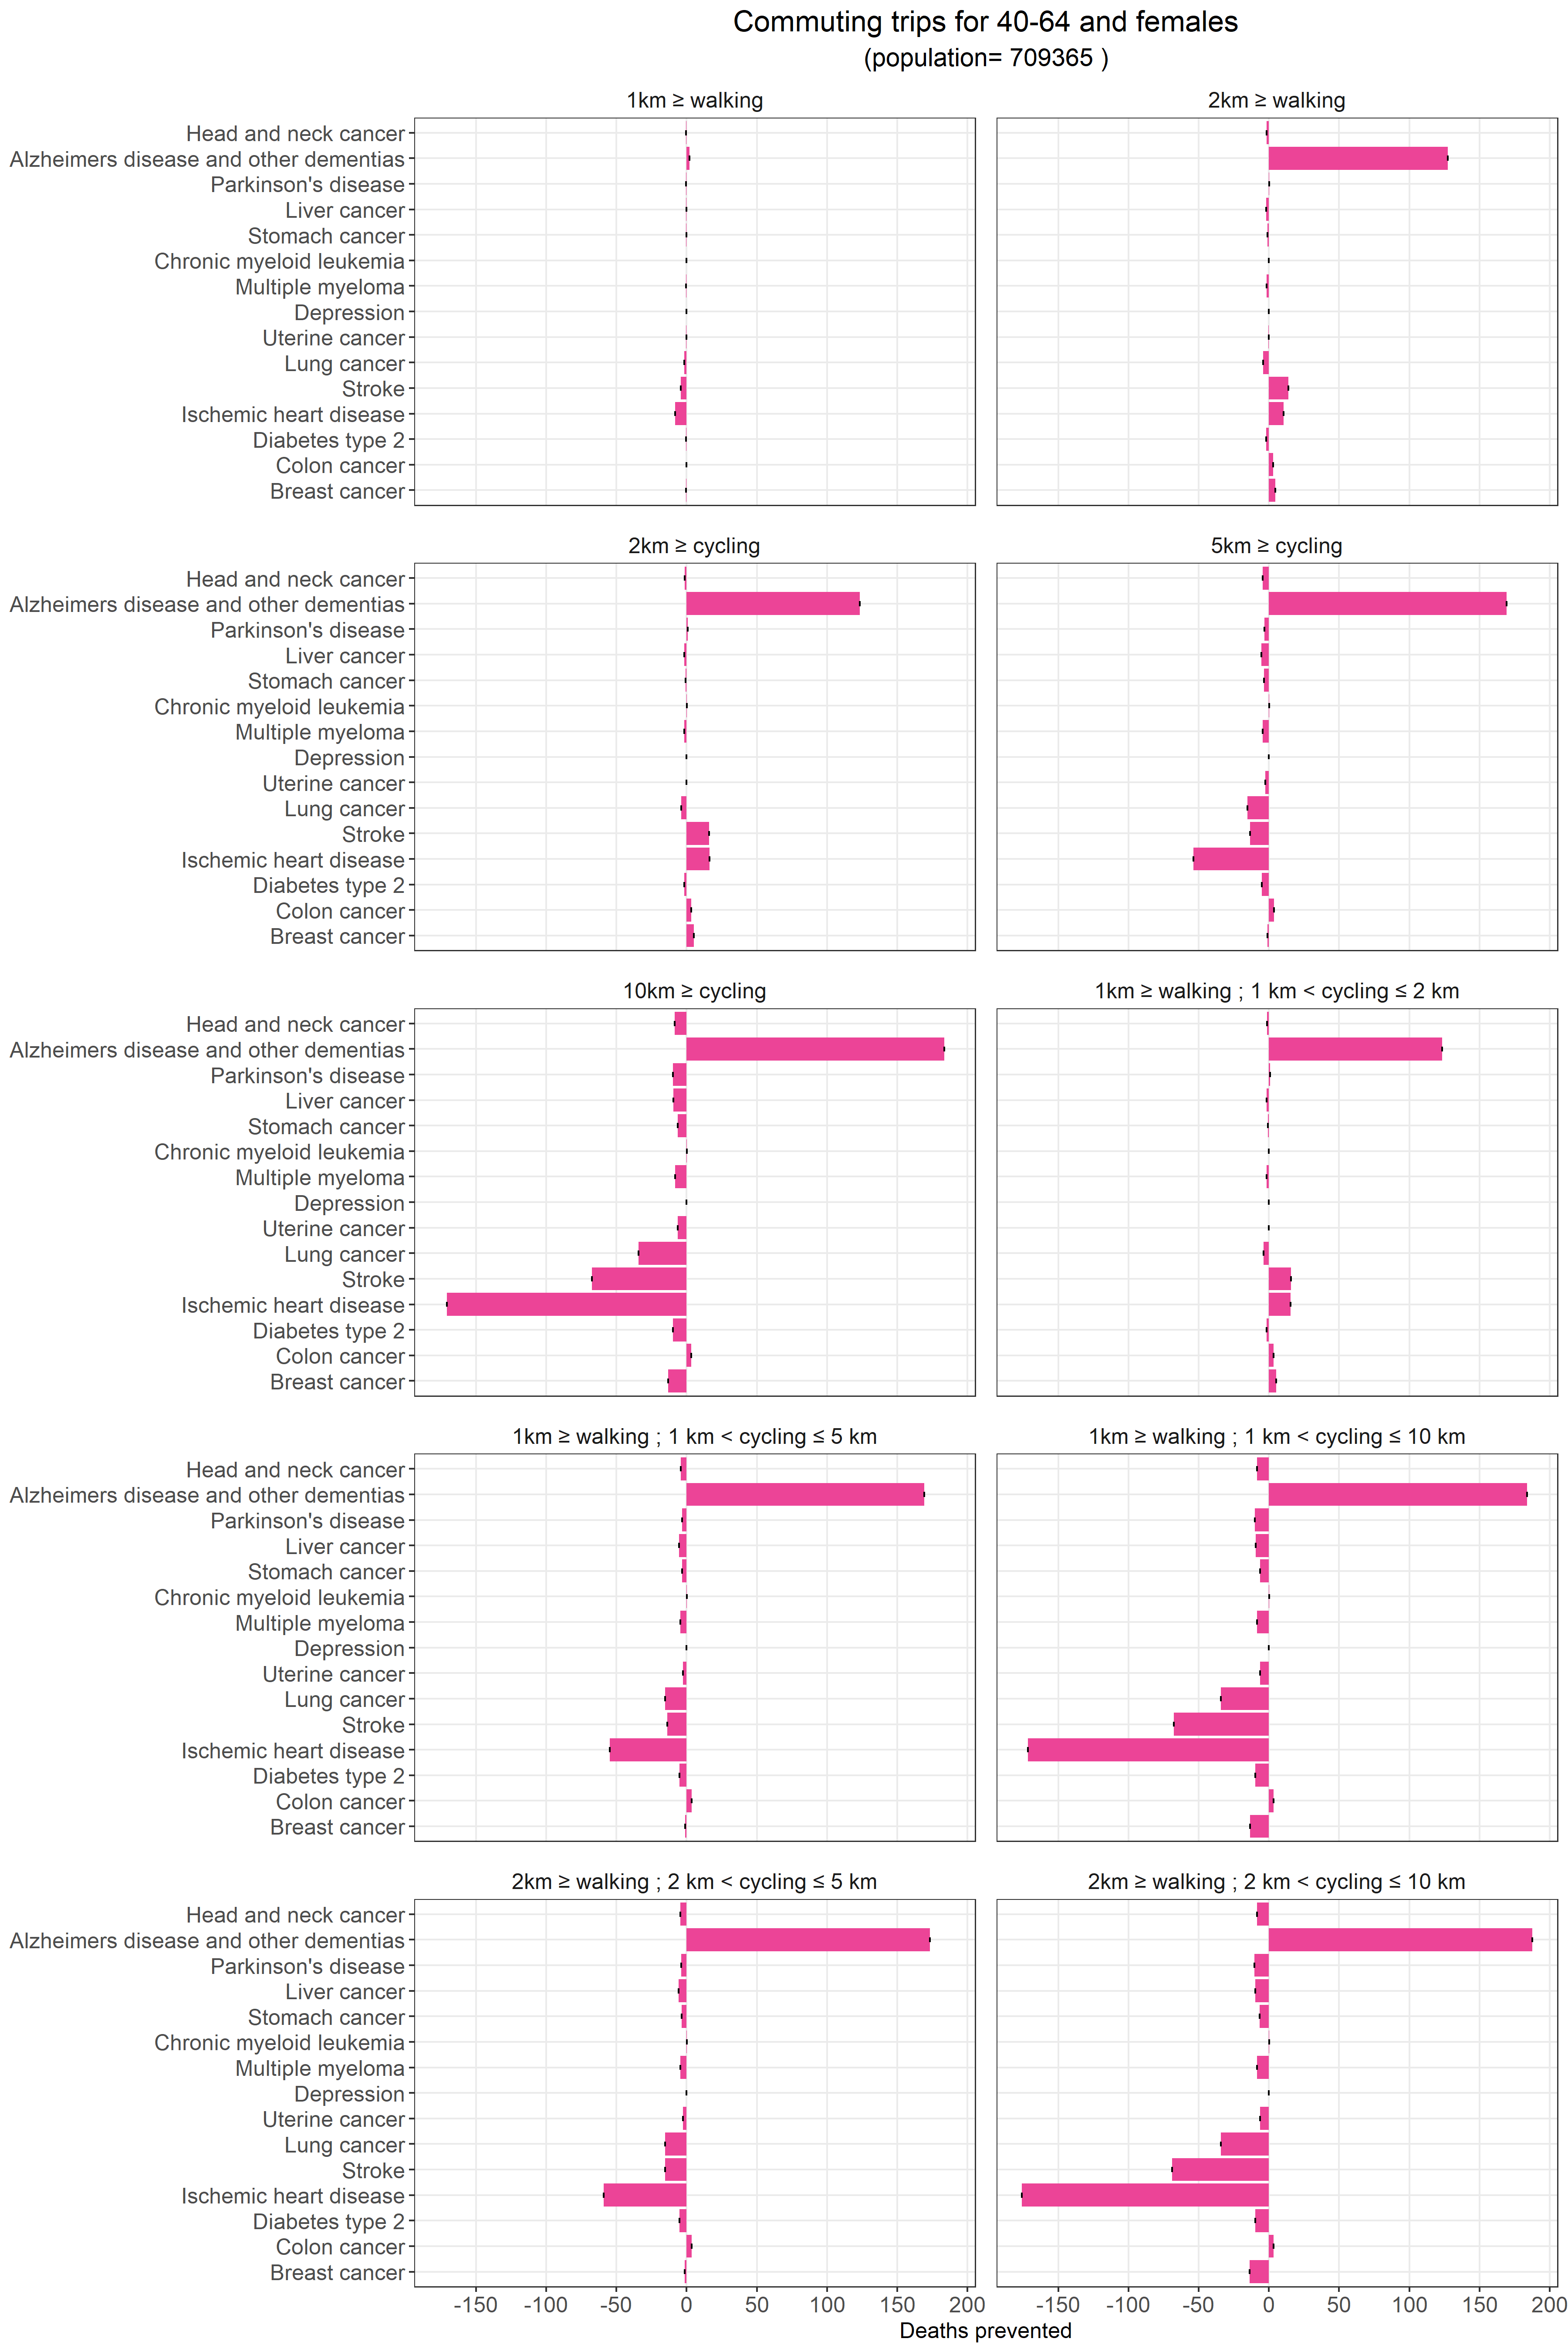 Commuting trips for 40-64 and females
(population= 709365 )
1km ≥ walking
2km ≥ walking
Head and neck cancer
Alzheimers disease and other dementias
Parkinson's disease
Liver cancer
Stomach cancer
Chronic myeloid leukemia
Multiple myeloma
Depression
Uterine cancer
Lung cancer
Stroke
Ischemic heart disease
Diabetes type 2
Colon cancer
Breast cancer
2km ≥ cycling
5km ≥ cycling
Head and neck cancer
Alzheimers disease and other dementias
Parkinson's disease
Liver cancer
Stomach cancer
Chronic myeloid leukemia
Multiple myeloma
Depression
Uterine cancer
Lung cancer
Stroke
Ischemic heart disease
Diabetes type 2
Colon cancer
Breast cancer
10km ≥ cycling
1km ≥ walking ; 1 km < cycling ≤ 2 km
Head and neck cancer
Alzheimers disease and other dementias
Parkinson's disease
Liver cancer
Stomach cancer
Chronic myeloid leukemia
Multiple myeloma
Depression
Uterine cancer
Lung cancer
Stroke
Ischemic heart disease
Diabetes type 2
Colon cancer
Breast cancer
1km ≥ walking ; 1 km < cycling ≤ 5 km
1km ≥ walking ; 1 km < cycling ≤ 10 km
Head and neck cancer
Alzheimers disease and other dementias
Parkinson's disease
Liver cancer
Stomach cancer
Chronic myeloid leukemia
Multiple myeloma
Depression
Uterine cancer
Lung cancer
Stroke
Ischemic heart disease
Diabetes type 2
Colon cancer
Breast cancer
2km ≥ walking ; 2 km < cycling ≤ 5 km
2km ≥ walking ; 2 km < cycling ≤ 10 km
Head and neck cancer
Alzheimers disease and other dementias
Parkinson's disease
Liver cancer
Stomach cancer
Chronic myeloid leukemia
Multiple myeloma
Depression
Uterine cancer
Lung cancer
Stroke
Ischemic heart disease
Diabetes type 2
Colon cancer
Breast cancer
-150 -100 -50 0 50 100 150 200
-150 -100 -50 0 50 100 150 200
Deaths prevented